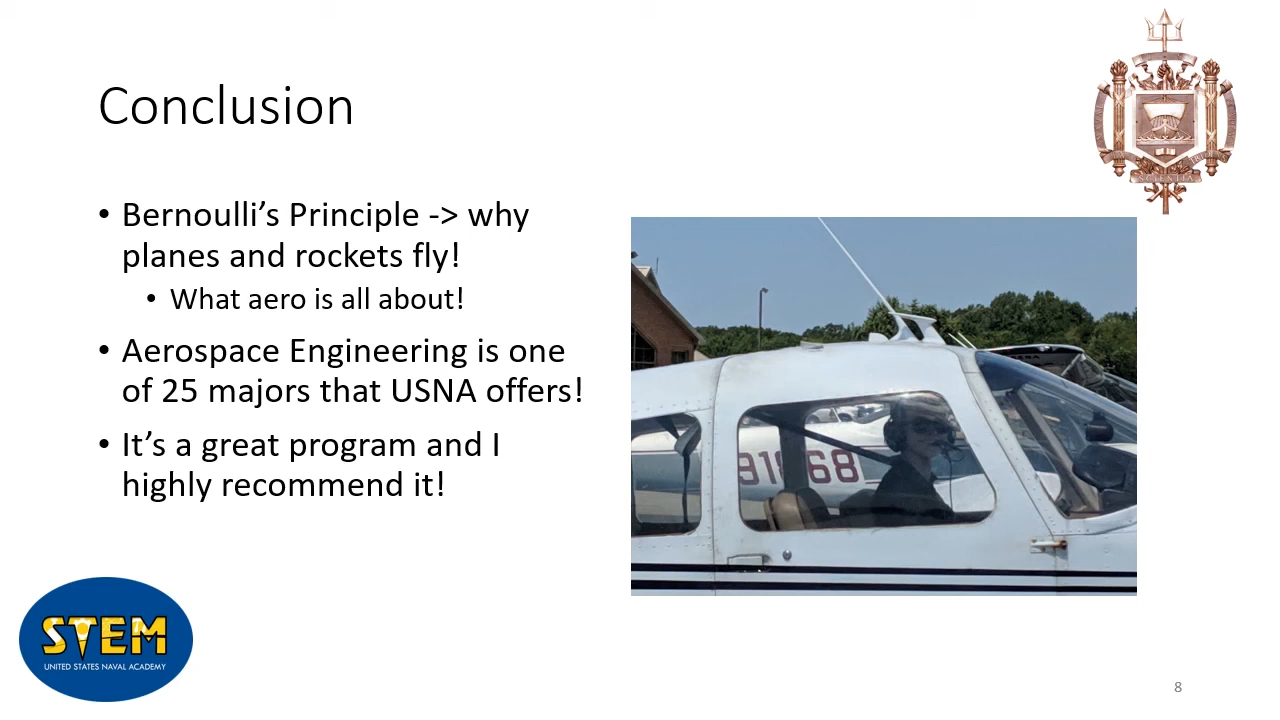 Conclusion
• Bernoulli’s Principle -> why
planes and rockets fly!
• What aero is all about!
• Aerospace Engineering is one
of 25 majors that USNA offers!
• It’s a great program and I
highly recommend it!
SCIENTIA
STEM
UNITED STATES NAVAL ACADEMY
8